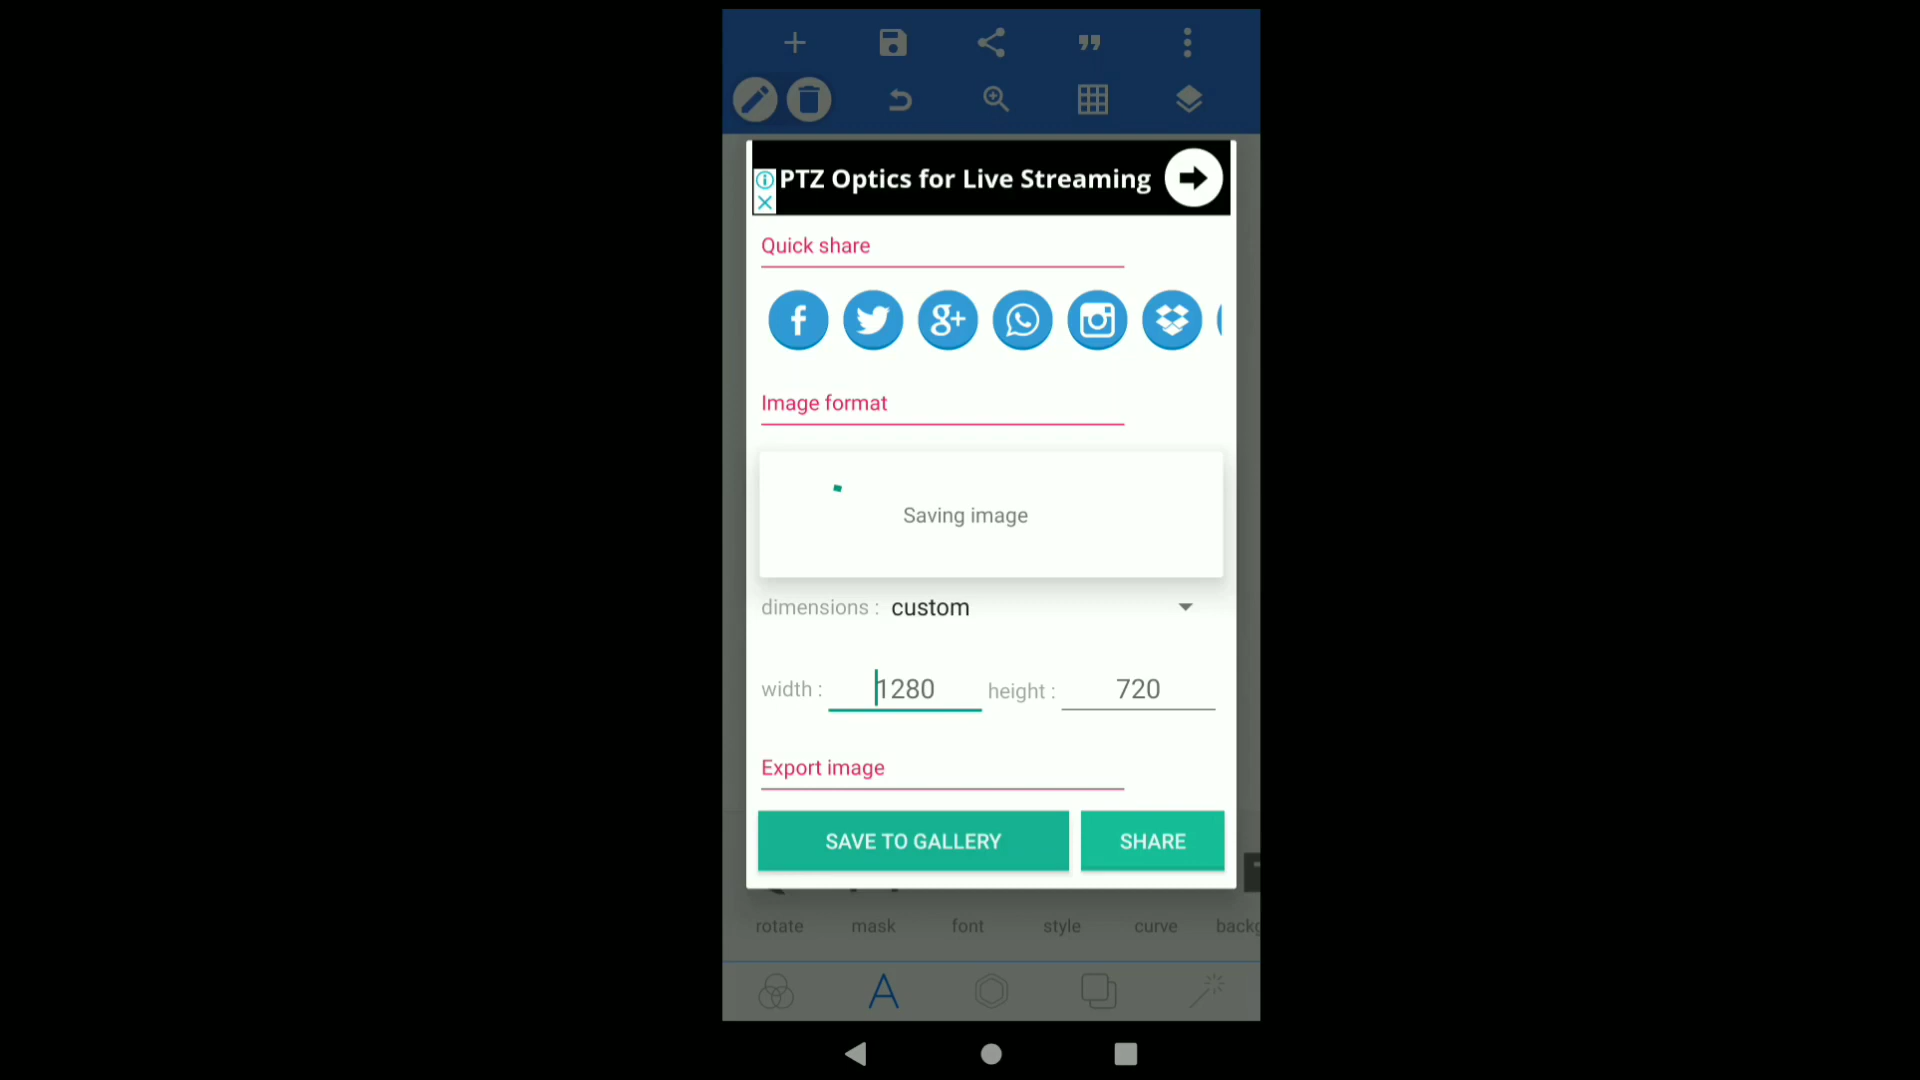 PTZ Optics for Live Streaming
Quick share
Image format
Saving image
dimensions : custom
width : 1280 height : 720
Export image
SAVE TO GALLERY SHARE
rotate mask font style curve backg